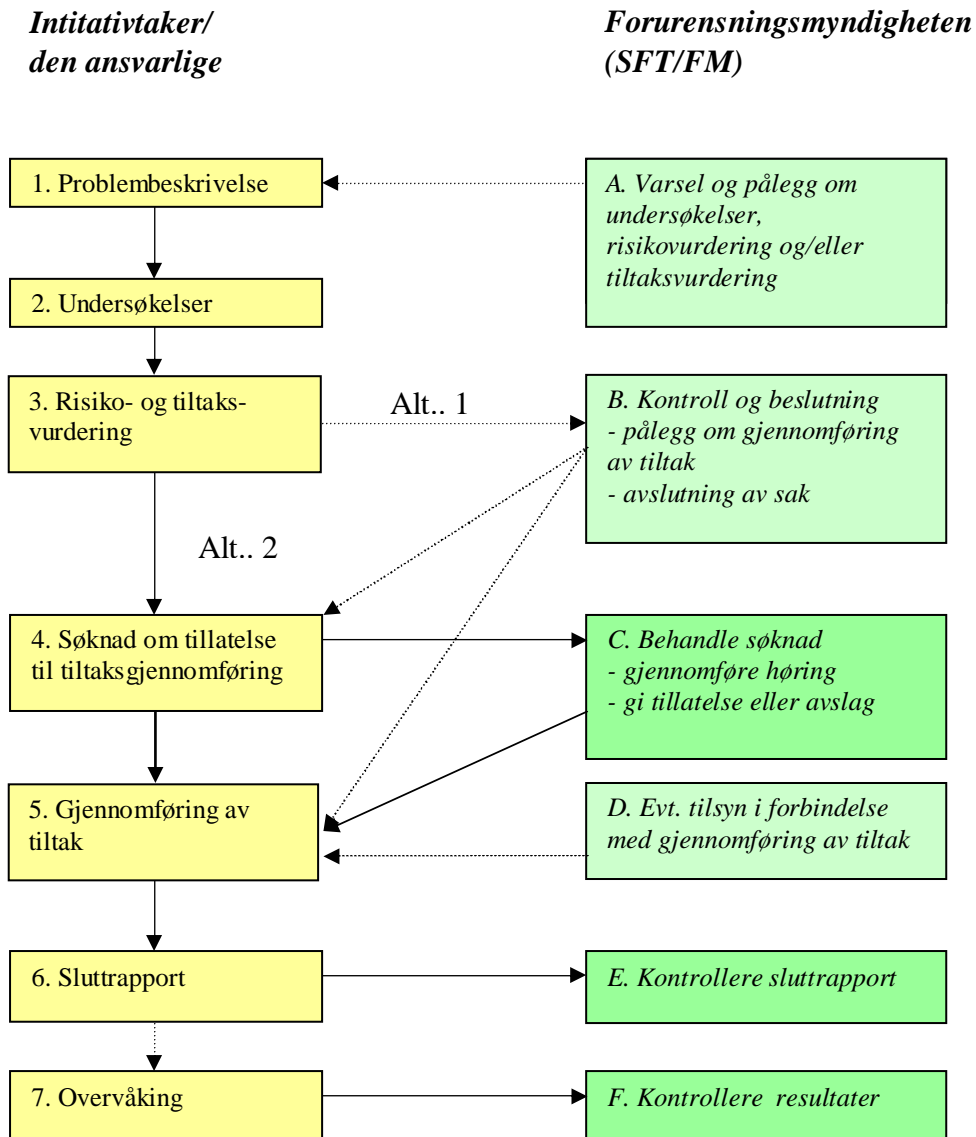 Intitativtaker/
den ansvarlige
Forurensningsmyndigheten
(SFT/FM)
1. Problembeskrivelse
A. Varsel og pålegg om
undersøkelser,
risikovurdering og/eller
tiltaksvurdering
2. Undersøkelser
3. Risiko- og tiltaks-
vurdering
Alt.. 1
B. Kontroll og beslutning
- pålegg om gjennomføring
av tiltak
- avslutning av sak
Alt.. 2
4. Søknad om tillatelse
til tiltaksgjennomføring
C. Behandle søknad
- gjennomføre høring
- gi tillatelse eller avslag
5. Gjennomføring av
tiltak
D. Evt. tilsyn i forbindelse
med gjennomføring av tiltak
6. Sluttrapport
E. Kontrollere sluttrapport
7. Overvåking
F. Kontrollere resultater